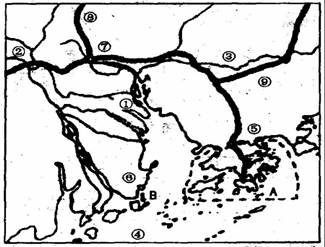 ⑧
② ⑦ ③
⑨
①
⑤
⑥ B A
④